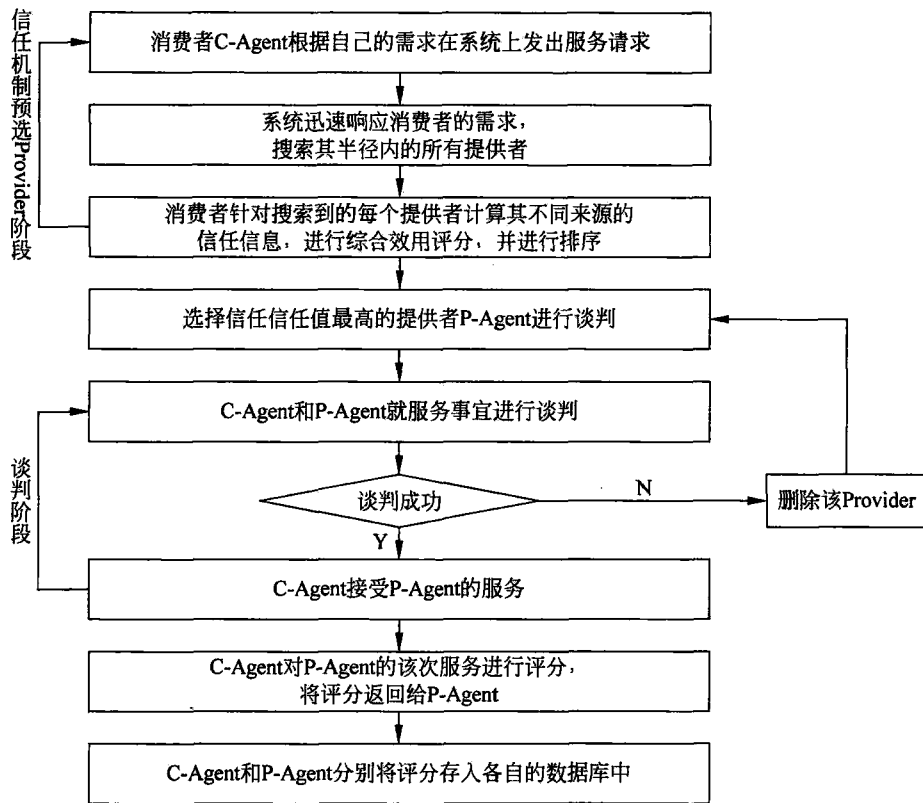 消费者C-Agent根据自己的需求在系统上发出服务请求
系统迅速响应消费者的需求，
搜索其半径内的所有提供者
消费者针对搜索到的每个提供者计算其不同来源的
信任信息，进行综合效用评分，并进行排序
信任机制预选Provider阶段
选择信任信任值最高的提供者P-Agent进行谈判
C-Agent和P-Agent就服务事宜进行谈判
谈判成功
N
删除该Provider
Y
谈判阶段
C-Agent接受P-Agent的服务
C-Agent对P-Agent的该次服务进行评分，
将评分返回给P-Agent
C-Agent和P-Agent分别将评分存入各自的数据库中